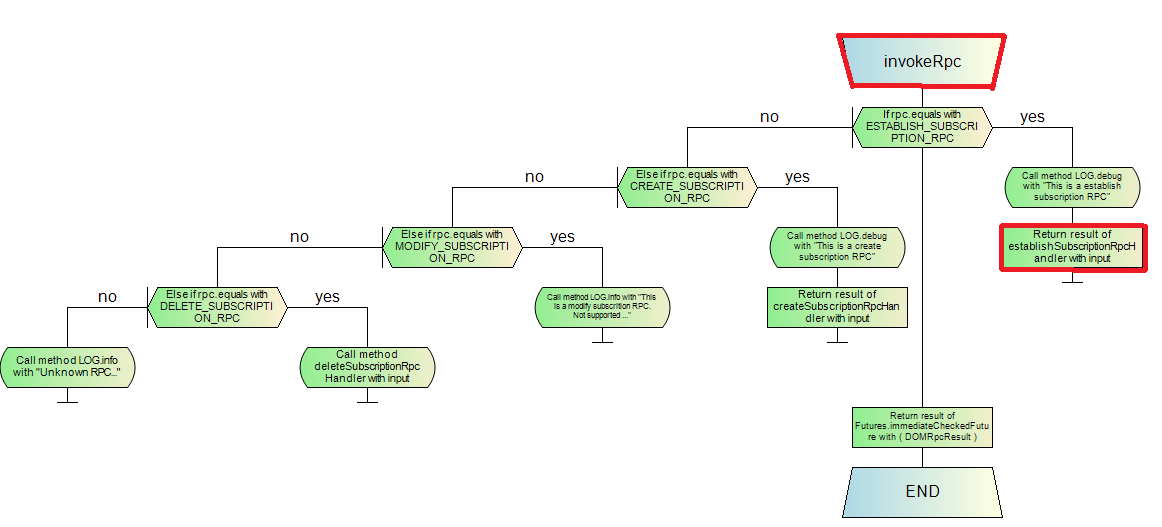 invokeRpc
If rpc.equals with
ESTABLISH_SUBSCRI
PTION_RPC
no
yes
Call method LOG.debug
with "This is a establish
subscription RPC"
Return result of
establishSubscriptionRpcH
andler with input
Else if rpc.equals with
CREATE_SUBSCRIPTI
ON_RPC
no
yes
Call method LOG.debug
with "This is a create
subscription RPC"
Return result of
createSubscriptionRpcHan
dler with input
Else if rpc.equals with
MODIFY_SUBSCRIPTI
ON_RPC
no
yes
Call method LOG.info with "This
is a modify subscrition RPC.
Not supported ..."
Else if rpc.equals with
DELETE_SUBSCRIPTI
ON_RPC
no
yes
Call method LOG.info
with "Unknown RPC..."
Call method
deleteSubscriptionRpc
Handler with input
Return result of
Futures.immediateCheckedFutu
re with ( DOMRpcResult )
END